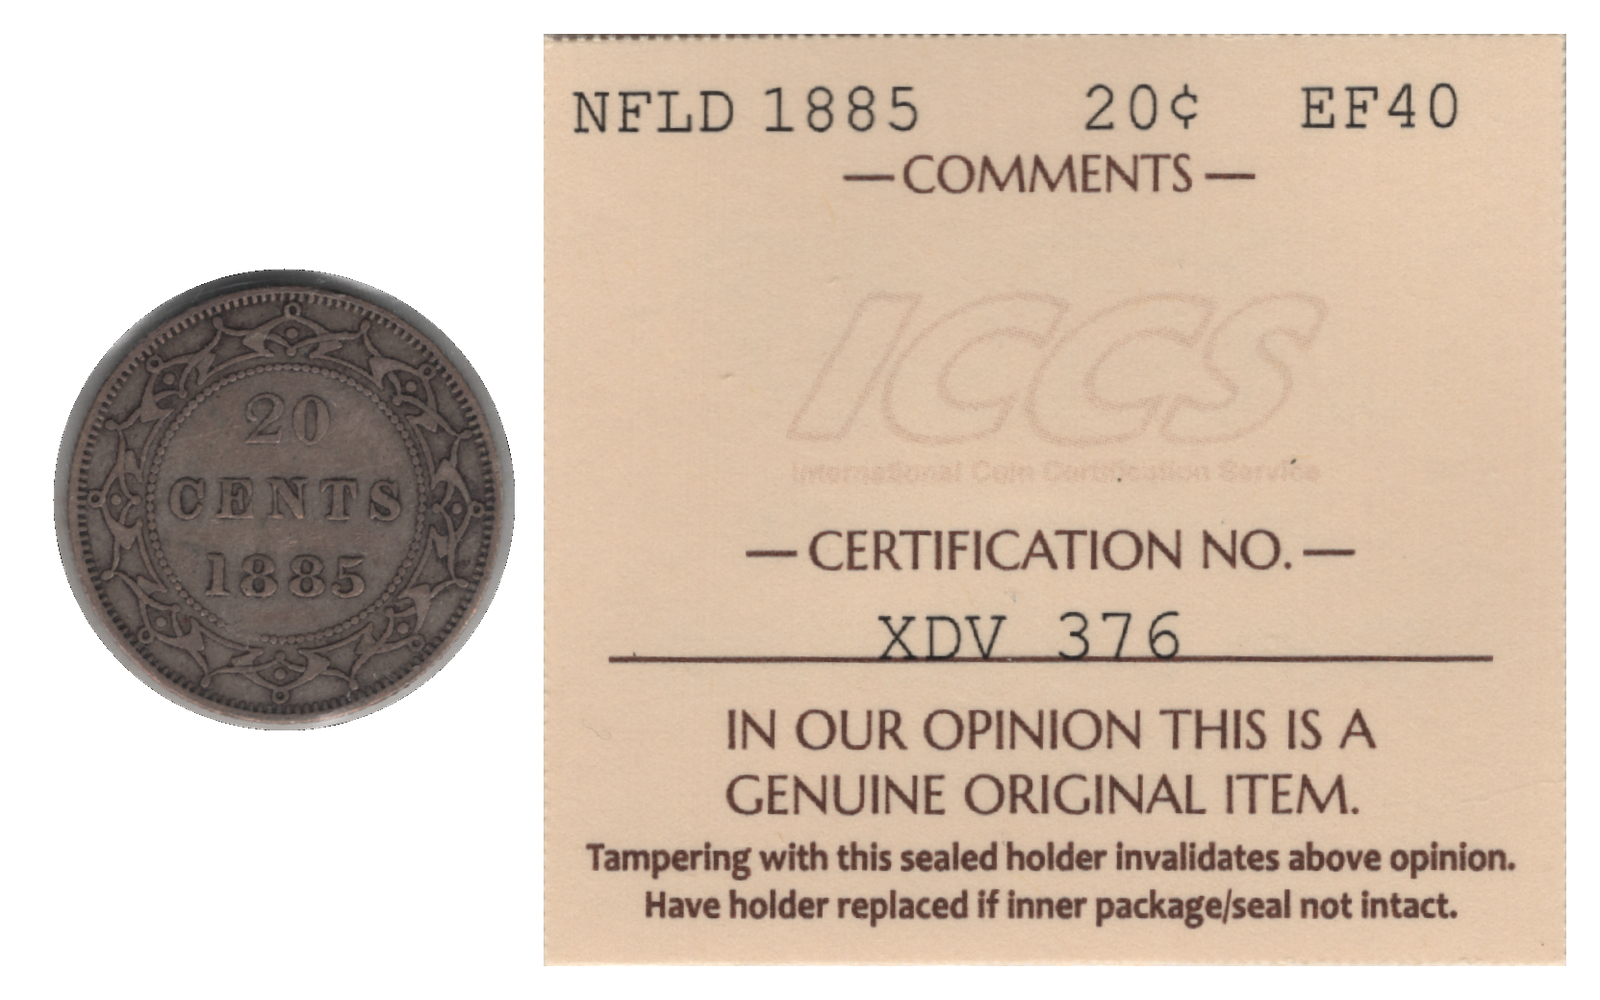 20
CENTS
1885
NFLD 1885 20¢ EF40
—COMMENTS—
ICCS
International Coin Certification Service
—CERTIFICATION NO.—
XDV 376
IN OUR OPINION THIS IS A
GENUINE ORIGINAL ITEM.
Tampering with this sealed holder invalidates above opinion.
Have holder replaced if inner package/seal not intact.